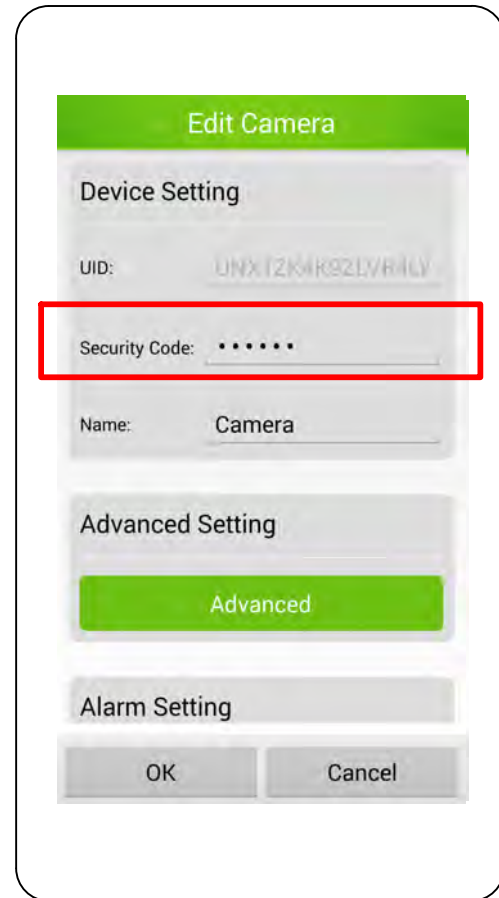 Edit Camera
Device Setting
UID:
Security Code: ••••••
Name: Camera
Advanced Setting
Advanced
Alarm Setting
OK Cancel